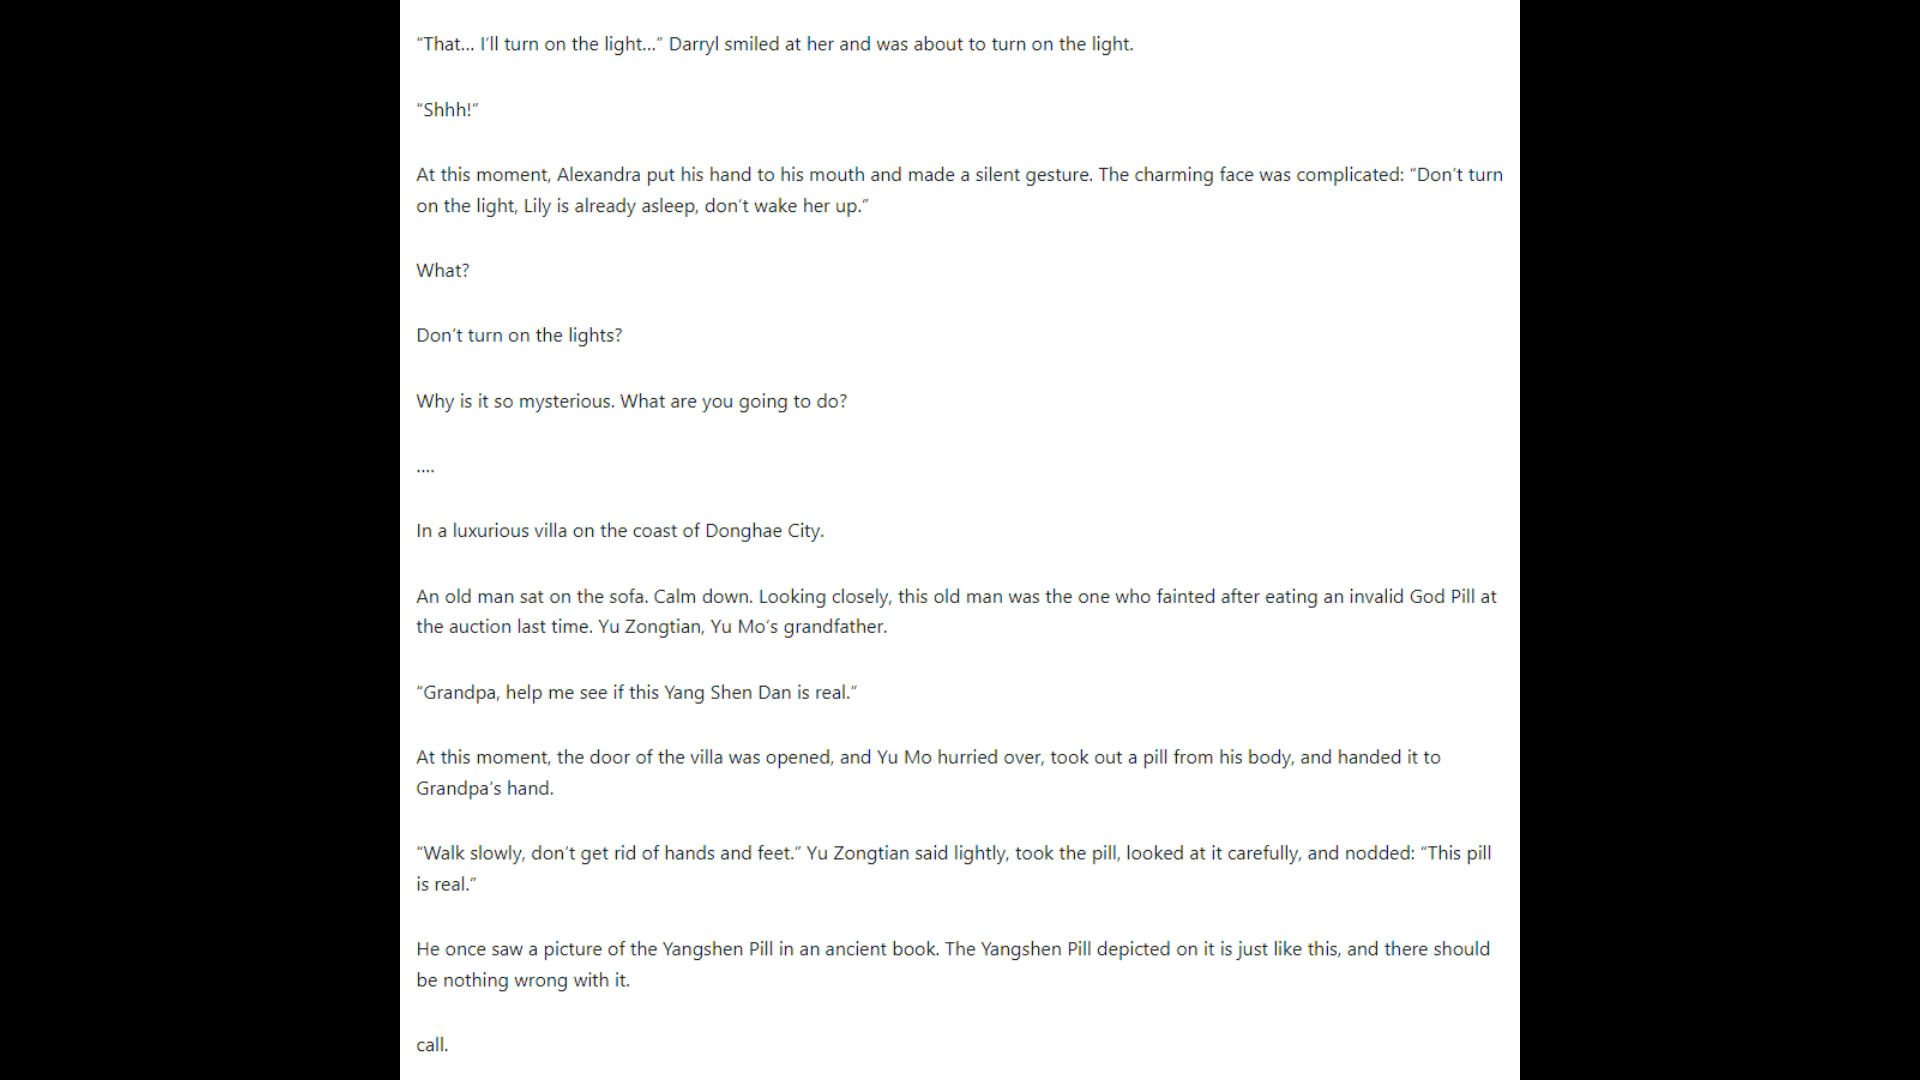 “That… I’ll turn on the light…” Darryl smiled at her and was about to turn on the light.
“Shhh!”
At this moment, Alexandra put his hand to his mouth and made a silent gesture. The charming face was complicated: “Don’t turn
on the light, Lily is already asleep, don’t wake her up.”
What?
Don’t turn on the lights?
Why is it so mysterious. What are you going to do?
….
In a luxurious villa on the coast of Donghae City.
An old man sat on the sofa. Calm down. Looking closely, this old man was the one who fainted after eating an invalid God Pill at
the auction last time. Yu Zongtian, Yu Mo’s grandfather.
“Grandpa, help me see if this Yang Shen Dan is real.”
At this moment, the door of the villa was opened, and Yu Mo hurried over, took out a pill from his body, and handed it to
Grandpa’s hand.
“Walk slowly, don’t get rid of hands and feet.” Yu Zongtian said lightly, took the pill, looked at it carefully, and nodded: “This pill
is real.”
He once saw a picture of the Yangshen Pill in an ancient book. The Yangshen Pill depicted on it is just like this, and there should
be nothing wrong with it.
call.